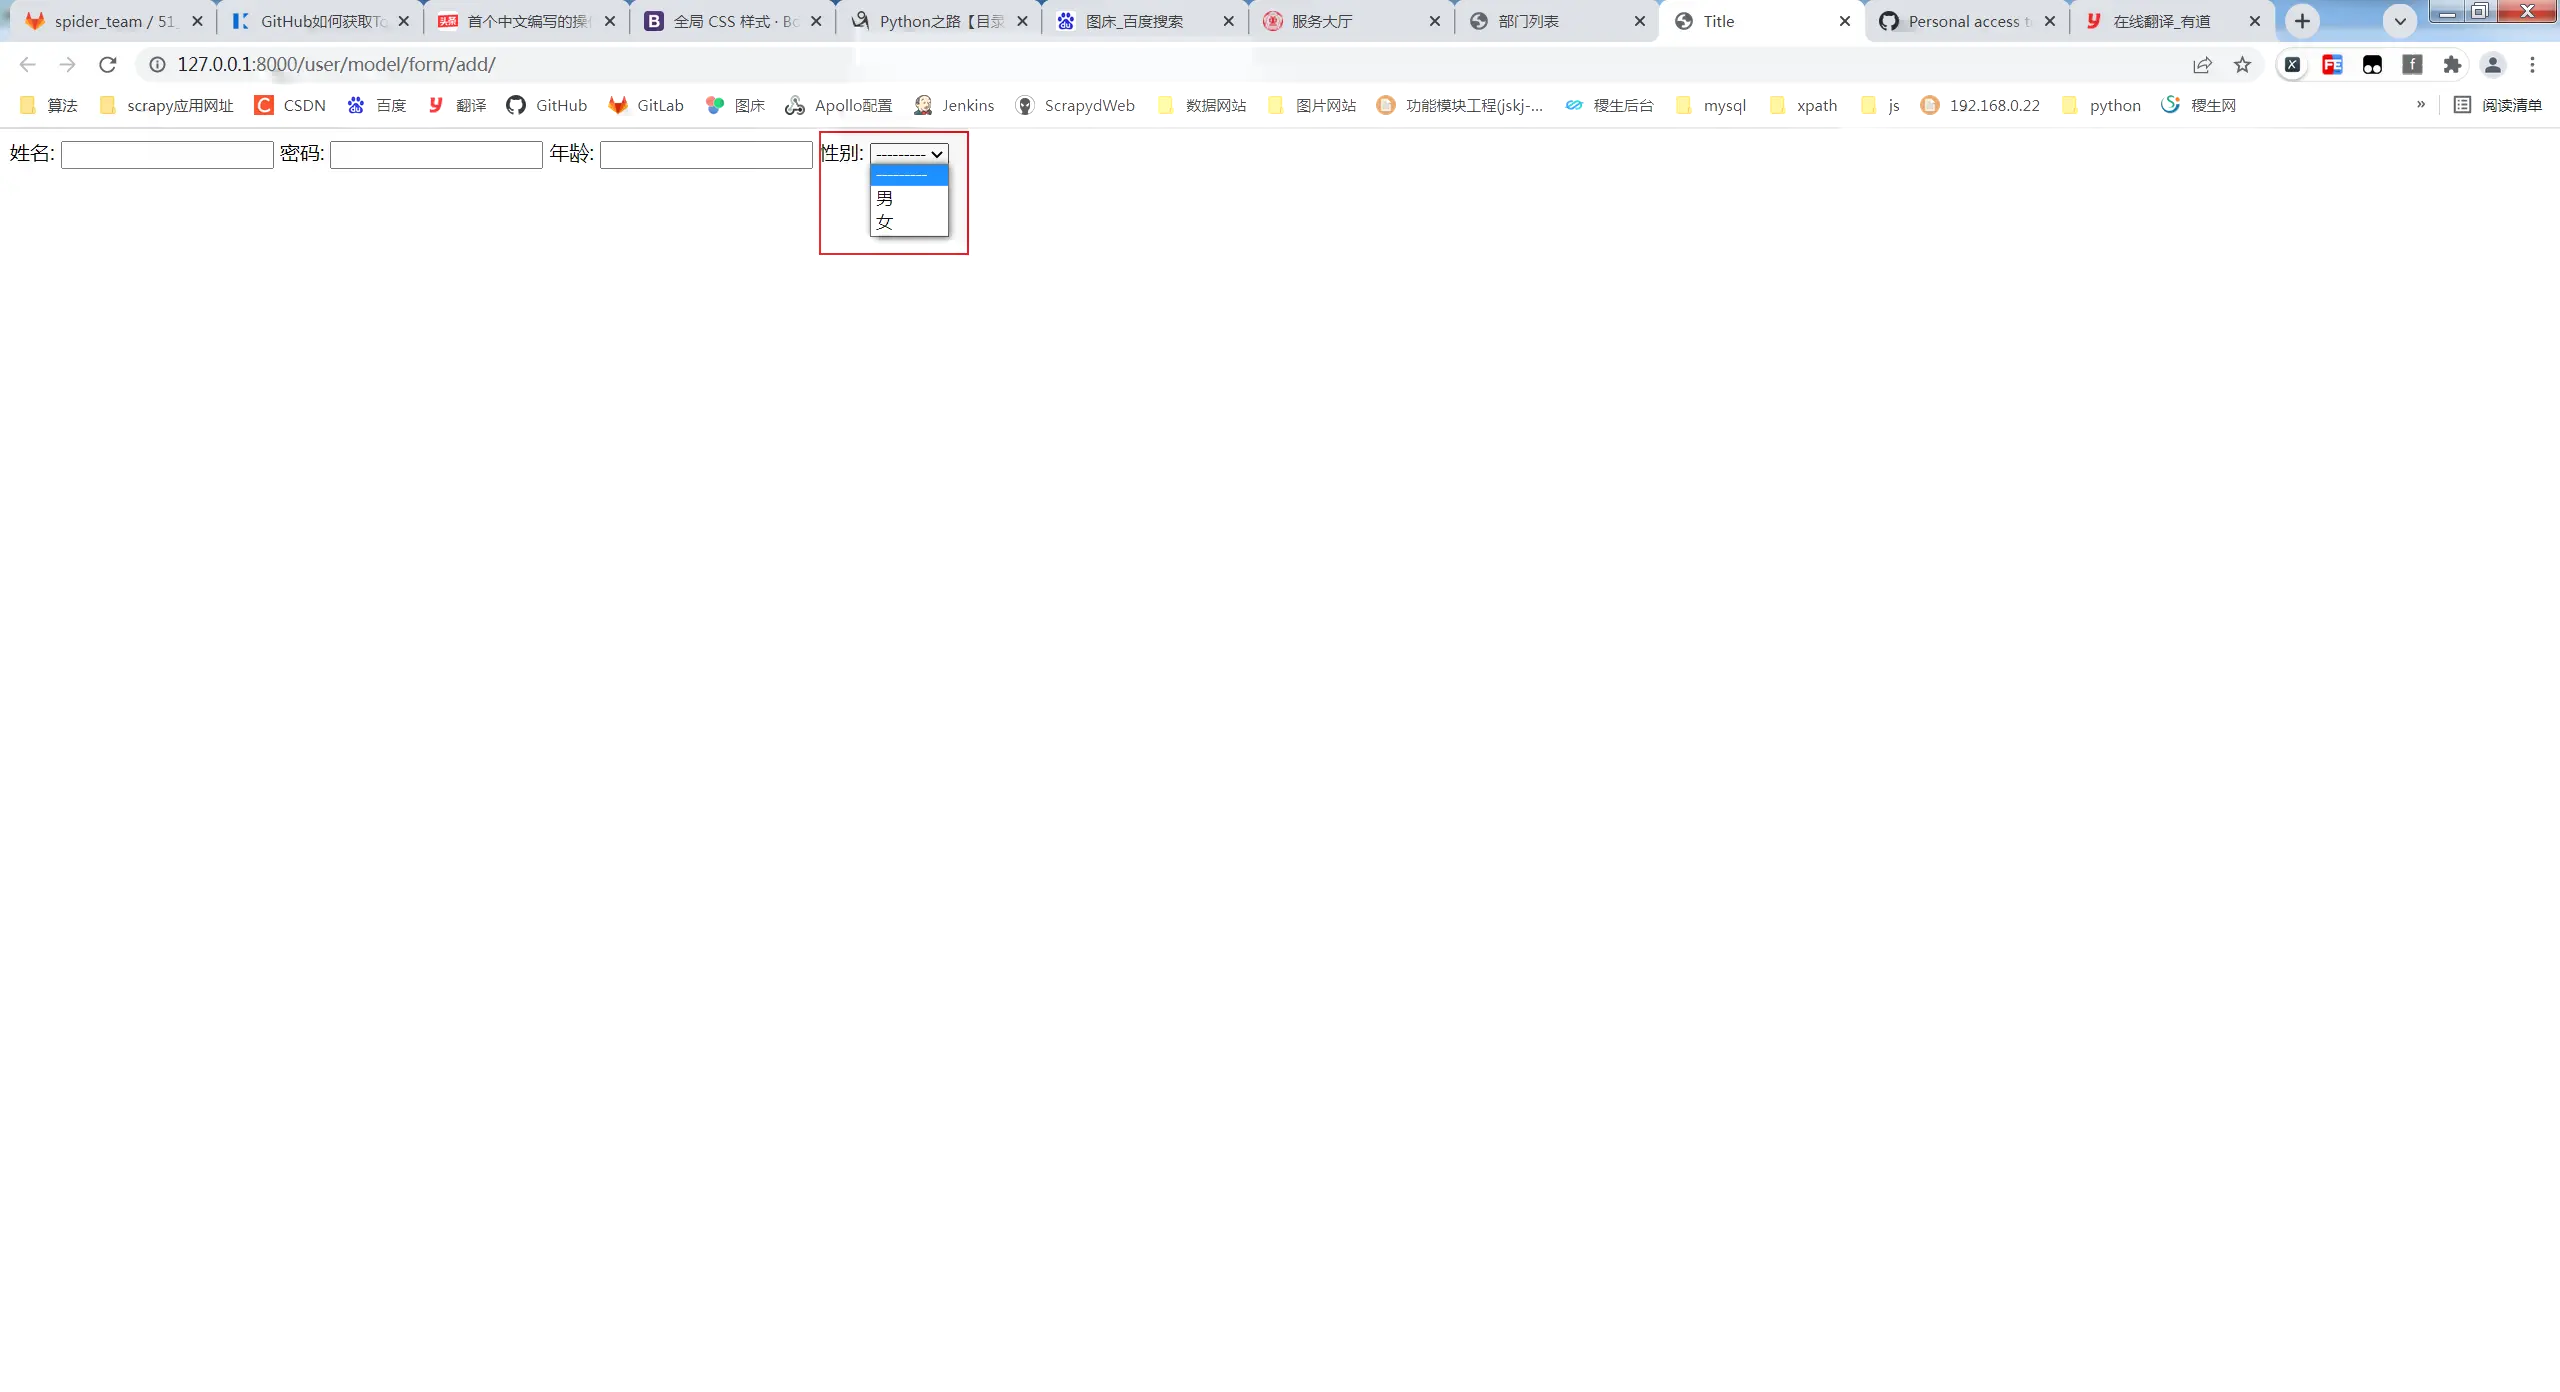 spider_team / 51_ GitHub如何获取To 首个中文编写的操 全局 CSS 样式 · Bo Python之路【目录 图床_百度搜索 服务大厅 部门列表 Title Personal access t 在线翻译_有道
127.0.0.1:8000/user/model/form/add/
算法 scrapy应用网址 CSDN 百度 翻译 GitHub GitLab 图床 Apollo配置 Jenkins ScrapydWeb 数据网站 图片网站 功能模块工程(jskj-... 稷生后台 mysql xpath js 192.168.0.22 python 稷生网 » 阅读清单
姓名: 密码: 年龄: 性别: ---------
---------
男
女